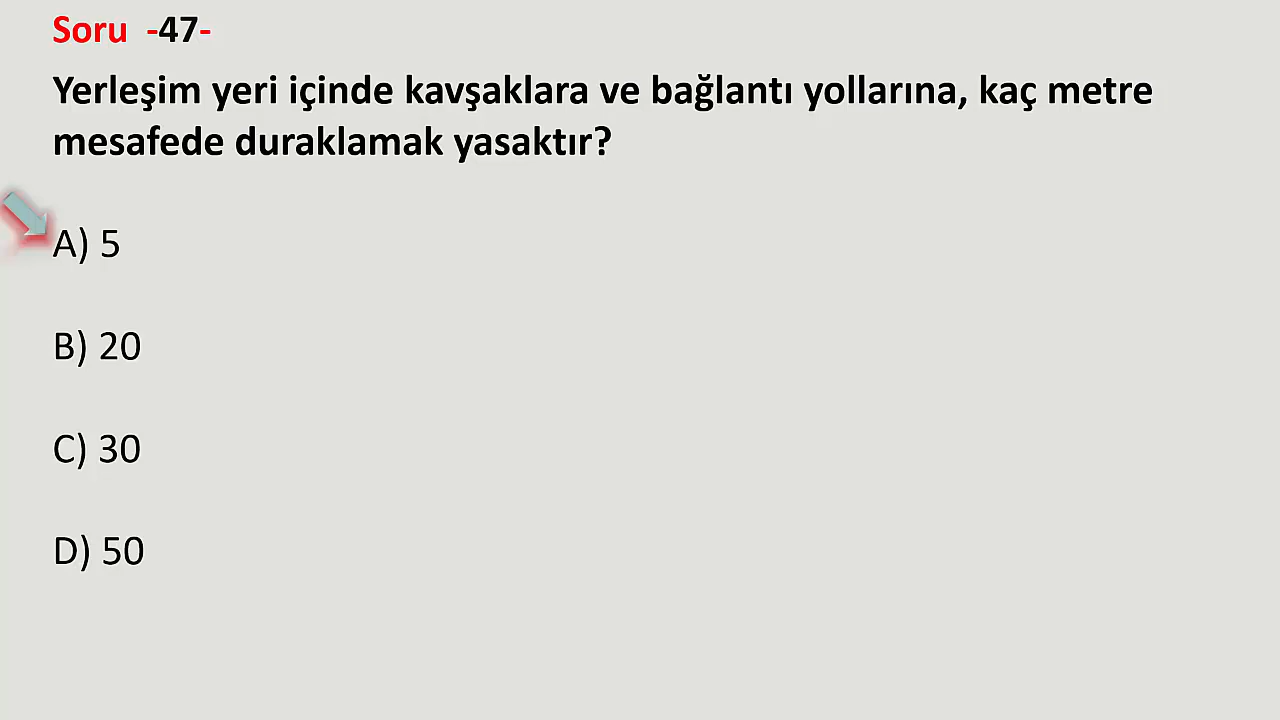 Soru -47-
Yerleşim yeri içinde kavşaklara ve bağlantı yollarına, kaç metre
mesafede duraklamak yasaktır?
A) 5
B) 20
C) 30
D) 50